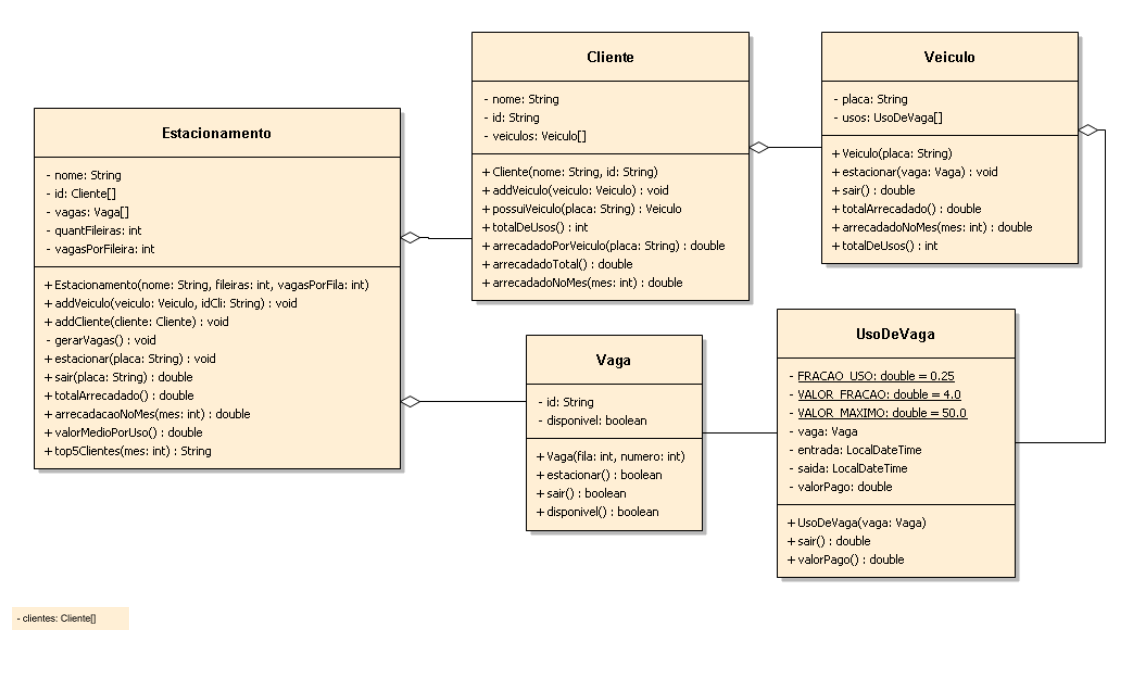 Estacionamento
- nome: String
- id: Cliente[]
- vagas: Vaga[]
- quantFileiras: int
- vagasPorFileira: int
+ Estacionamento(nome: String, fileiras: int, vagasPorFila: int)
+ addVeiculo(veiculo: Veiculo, idCli: String) : void
+ addCliente(cliente: Cliente) : void
- gerarVagas() : void
+ estacionar(placa: String) : void
+ sair(placa: String) : double
+ totalArrecadado() : double
+ arrecadacaoNoMes(mes: int) : double
+ valorMedioPorUso() : double
+ top5Clientes(mes: int) : String
Cliente
- nome: String
- id: String
- veiculos: Veiculo[]
+ Cliente(nome: String, id: String)
+ addVeiculo(veiculo: Veiculo) : void
+ possuiVeiculo(placa: String) : Veiculo
+ totalDeUsos() : int
+ arrecadadoPorVeiculo(placa: String) : double
+ arrecadadoTotal() : double
+ arrecadadoNoMes(mes: int) : double
Veiculo
- placa: String
- usos: UsoDeVaga[]
+ Veiculo(placa: String)
+ estacionar(vaga: Vaga) : void
+ sair() : double
+ totalArrecadado() : double
+ arrecadadoNoMes(mes: int) : double
+ totalDeUsos() : int
Vaga
- id: String
- disponivel: boolean
+ Vaga(fila: int, numero: int)
+ estacionar() : boolean
+ sair() : boolean
+ disponivel() : boolean
UsoDeVaga
- FRACAO_USO: double = 0.25
- VALOR_FRACAO: double = 4.0
- VALOR_MAXIMO: double = 50.0
- vaga: Vaga
- entrada: LocalDateTime
- saida: LocalDateTime
- valorPago: double
+ UsoDeVaga(vaga: Vaga)
+ sair() : double
+ valorPago() : double
- clientes: Cliente[]